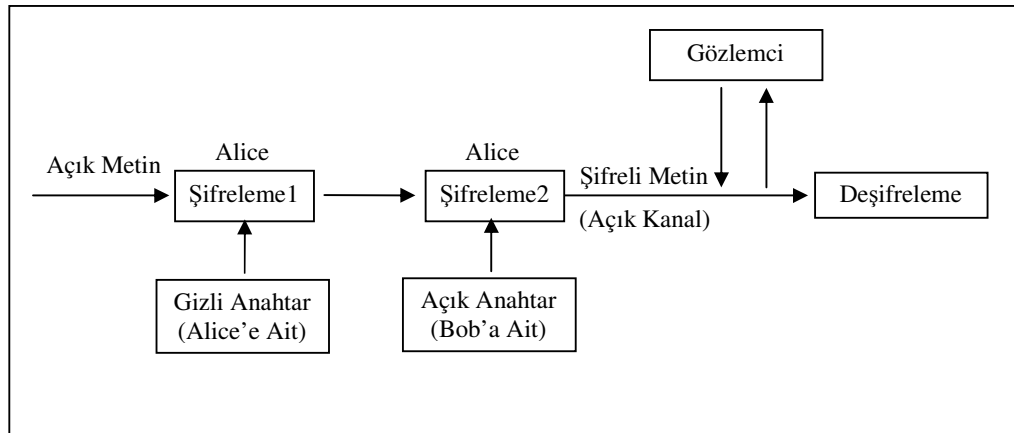 Gözlemci
Açık Metin
Alice
Şifreleme1
Alice
Şifreleme2
Şifreli Metin
(Açık Kanal)
Deşifreleme
Gizli Anahtar
(Alice’e Ait)
Açık Anahtar
(Bob’a Ait)